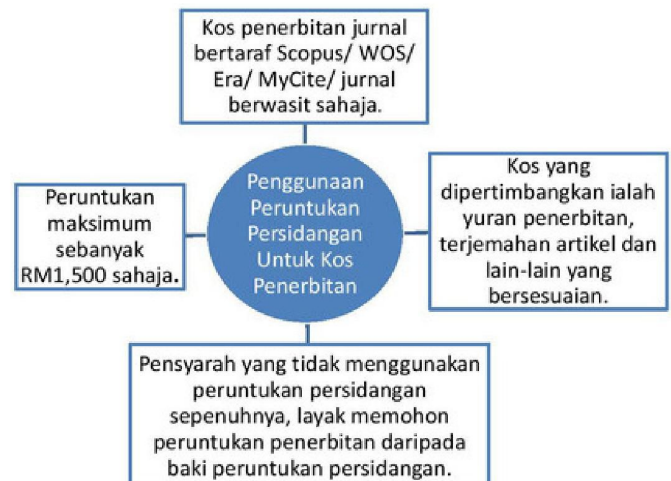 Kos penerbitan jurnal
bertaraf Scopus/ WOS/
Era/ MyCite/ jurnal
berwasit sahaja.
Peruntukan
maksimum
sebanyak
RM1,500 sahaja.
Penggunaan
Peruntukan
Persidangan
Untuk Kos
Penerbitan
Kos yang
dipertimbangkan ialah
yuran penerbitan,
terjemahan artikel dan
lain-lain yang
bersesuaian.
Pensyarah yang tidak menggunakan
peruntukan persidangan
sepenuhnya, layak memohon
peruntukan penerbitan daripada
baki peruntukan persidangan.